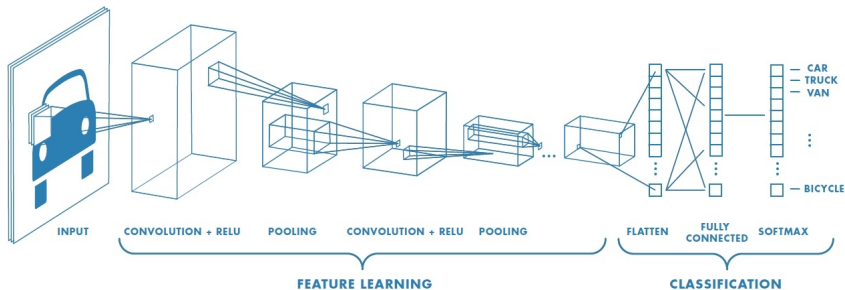 CAR
TRUCK
VAN
BICYCLE
INPUT
CONVOLUTION + RELU
POOLING
CONVOLUTION + RELU
POOLING
FLATTEN
FULLY
CONNECTED
SOFTMAX
FEATURE LEARNING
CLASSIFICATION